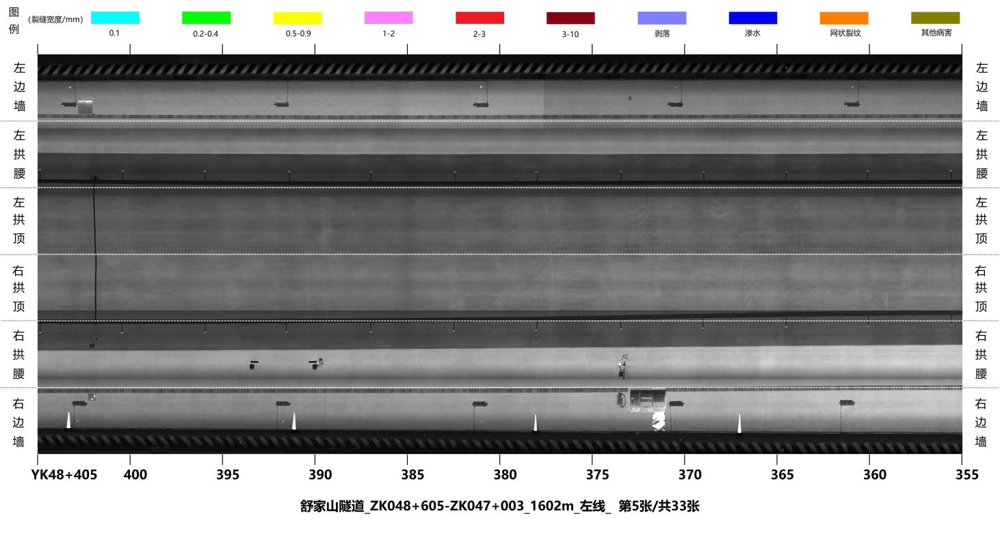 图例 (裂缝宽度/mm) 0.1 0.2-0.4 0.5-0.9 1-2 2-3 3-10 剥落 渗水 网状裂纹 其他病害
左边墙 左边墙
左拱腰 左拱腰
左拱顶 左拱顶
右拱顶 右拱顶
右拱腰 右拱腰
右边墙 右边墙
YK48+405 400 395 390 385 380 375 370 365 360 355
舒家山隧道_ZK048+605-ZK047+003_1602m_左线_ 第5张/共33张